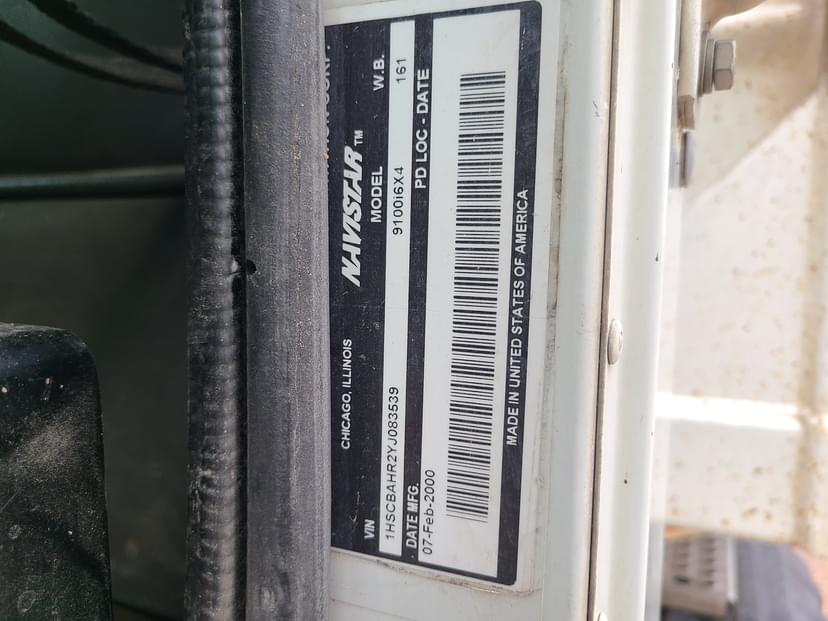 CORP.
CHICAGO, ILLINOIS
NAVISTAR™
VIN MODEL W.B.
1HSCBAHR2YJ083539 9100i6X4 161
DATE MFG. PD LOC - DATE
07-Feb-2000
MADE IN UNITED STATES OF AMERICA